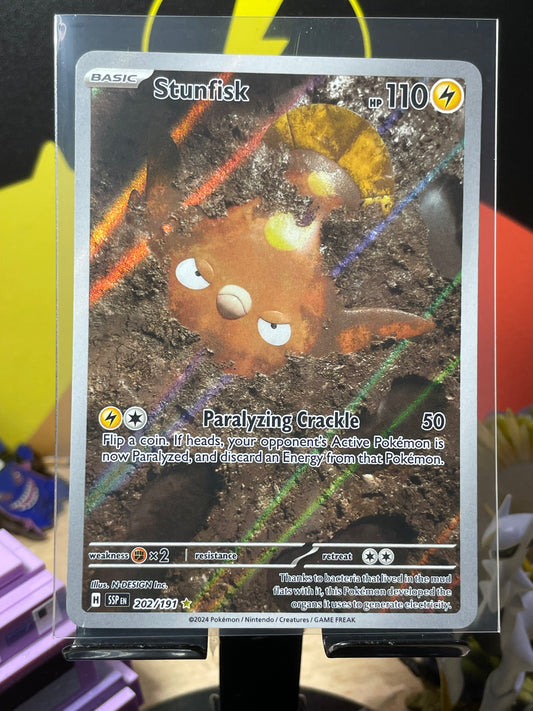 BASIC
Stunfisk
HP 110
Paralyzing Crackle 50
Flip a coin. If heads, your opponent's Active Pokémon is
now Paralyzed, and discard an Energy from that Pokémon.
weakness ×2 resistance retreat
Illus. N-DESIGN Inc.
H SSP EN 202/191
Thanks to bacteria that lived in the mud
flats with it, this Pokémon developed the
organs it uses to generate electricity.
©2024 Pokémon / Nintendo / Creatures / GAME FREAK